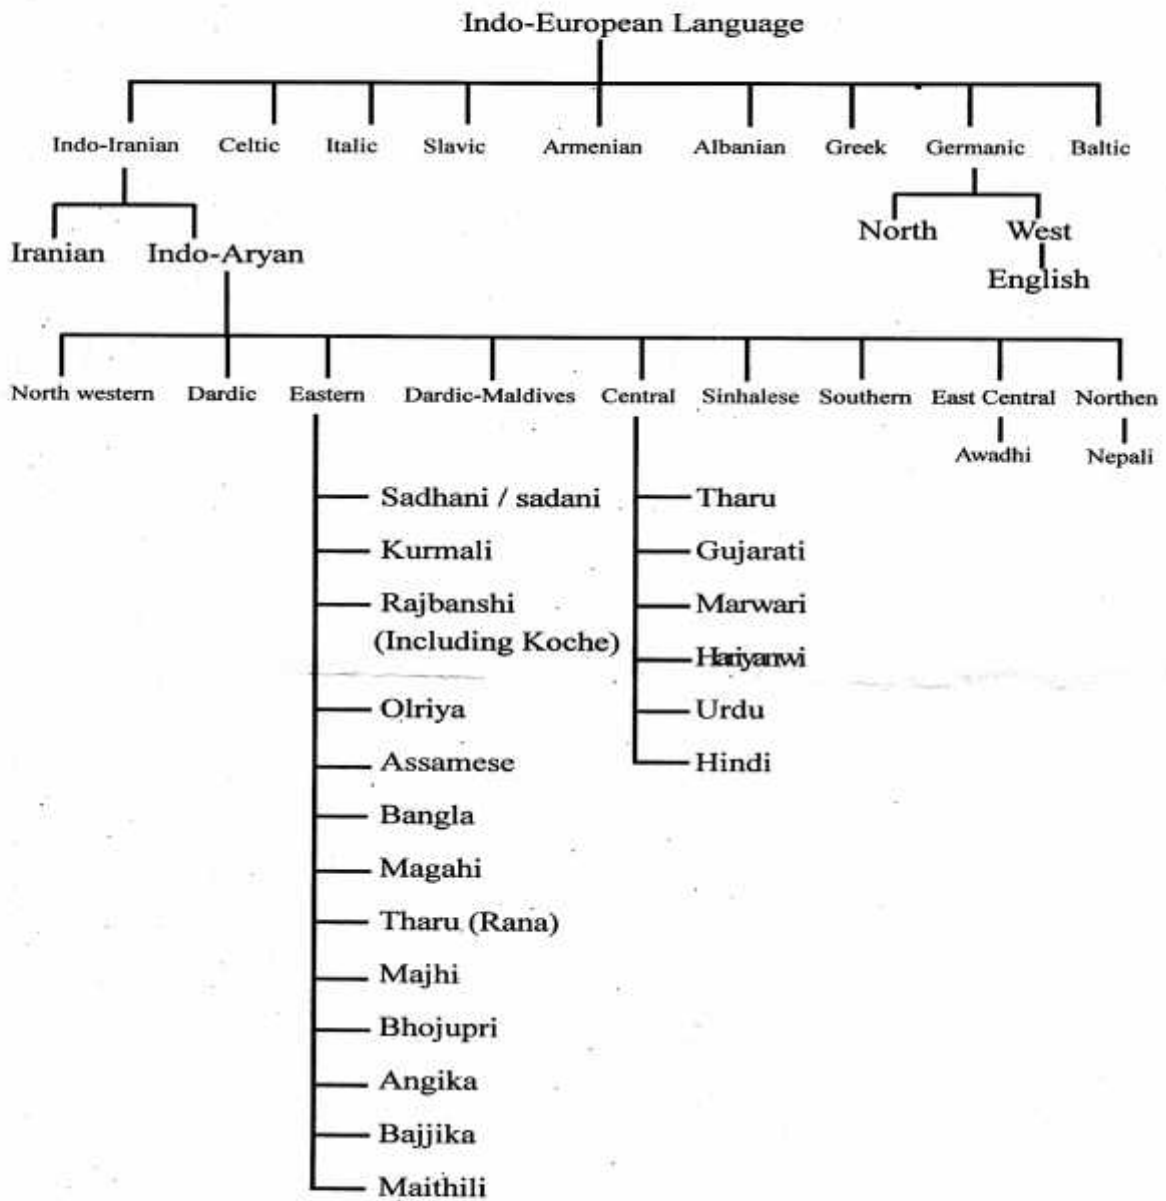 Indo-European Language
Indo-Iranian Celtic Italic Slavic Armenian Albanian Greek Germanic Baltic
North West
Iranian Indo-Aryan
English
North western Dardic Eastern Dardic-Maldives Central Sinhalese Southern East Central Northen
Awadhi Nepali
Sadhani / sadani
Kurmali
Rajbanshi
(Including Koche)
Olriya
Assamese
Bangla
Magahi
Tharu (Rana)
Majhi
Bhojupri
Angika
Bajjika
Maithili
Tharu
Gujarati
Marwari
Hariyanwi
Urdu
Hindi